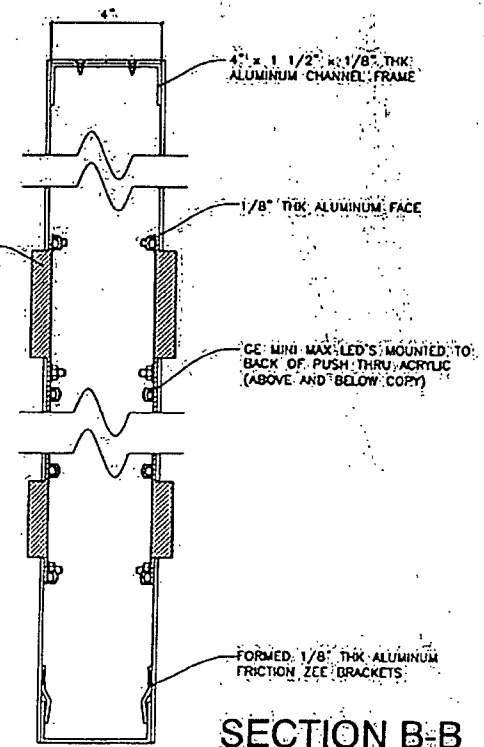 4"
4" x 1 1/2" x 1/8" THK
ALUMINUM CHANNEL FRAME
1/8" THK ALUMINUM FACE
GE MINI MAX LED'S MOUNTED TO
BACK OF PUSH THRU ACRYLIC
(ABOVE AND BELOW COPY)
FORMED 1/8" THK ALUMINUM
FRICTION ZEE BRACKETS
SECTION B-B